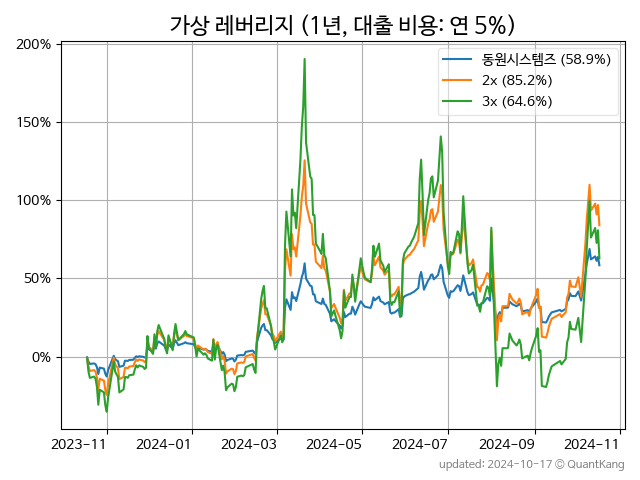 가상 레버리지 (1년, 대출 비용: 연 5%)
200%
150%
100%
50%
0%
동원시스템즈 (58.9%)
2x (85.2%)
3x (64.6%)
2023-11
2024-01
2024-03
2024-05
2024-07
2024-09
2024-11
updated: 2024-10-17 © QuantKang